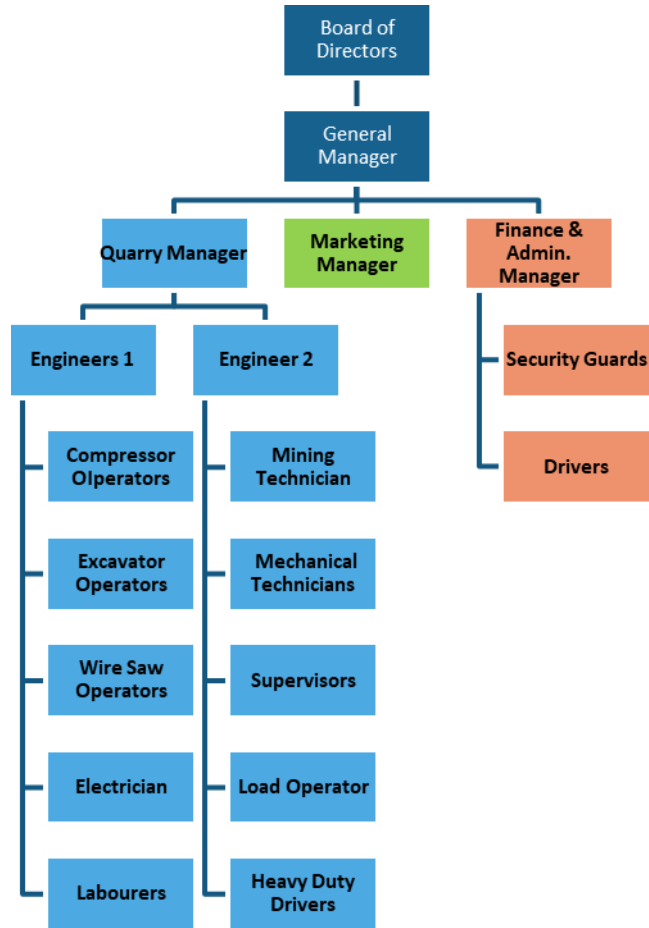 Board of
Directors
General
Manager
Quarry Manager
Marketing
Manager
Finance &
Admin.
Manager
Engineers 1
Engineer 2
Security Guards
Compressor
OIperators
Mining
Technician
Drivers
Excavator
Operators
Mechanical
Technicians
Wire Saw
Operators
Supervisors
Electrician
Load Operator
Labourers
Heavy Duty
Drivers